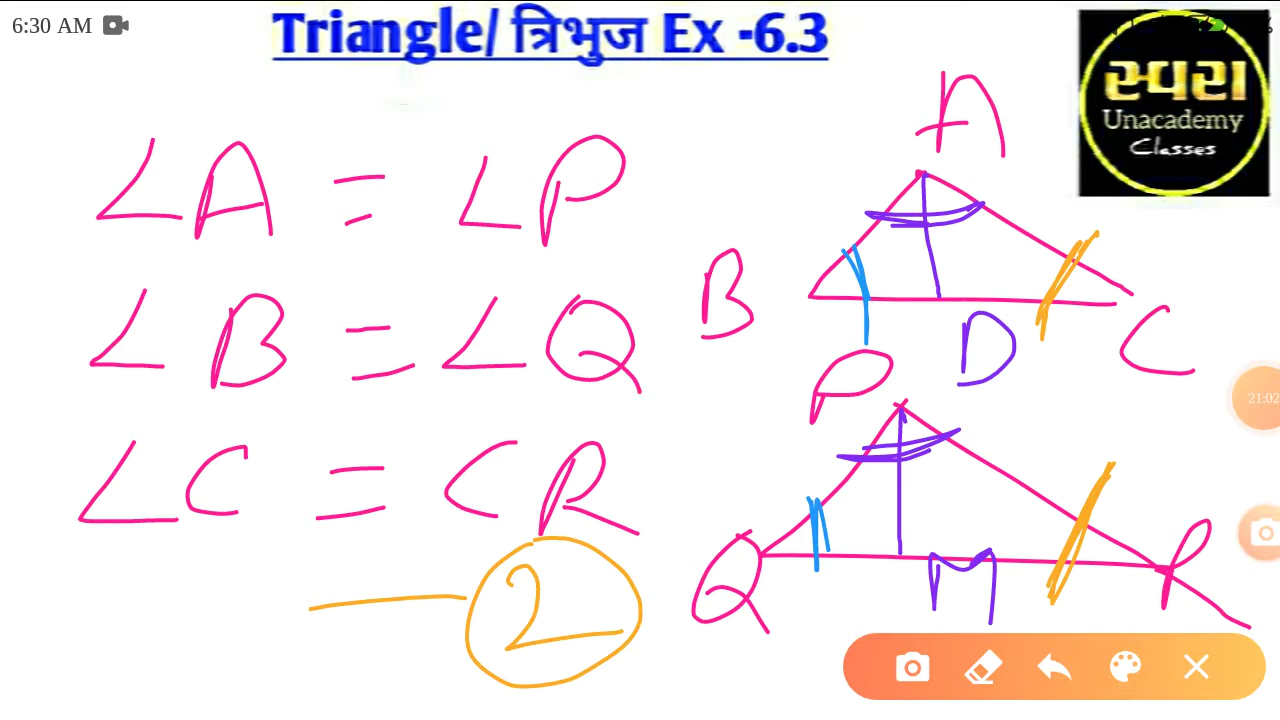 6:30 AM
Triangle/ त्रिभुज Ex -6.3
સ્પરા
Unacademy
Classes
∠A = ∠P
∠B = ∠Q
∠C = ∠R
2
A
B
D
C
P
Q
M
R
21:02